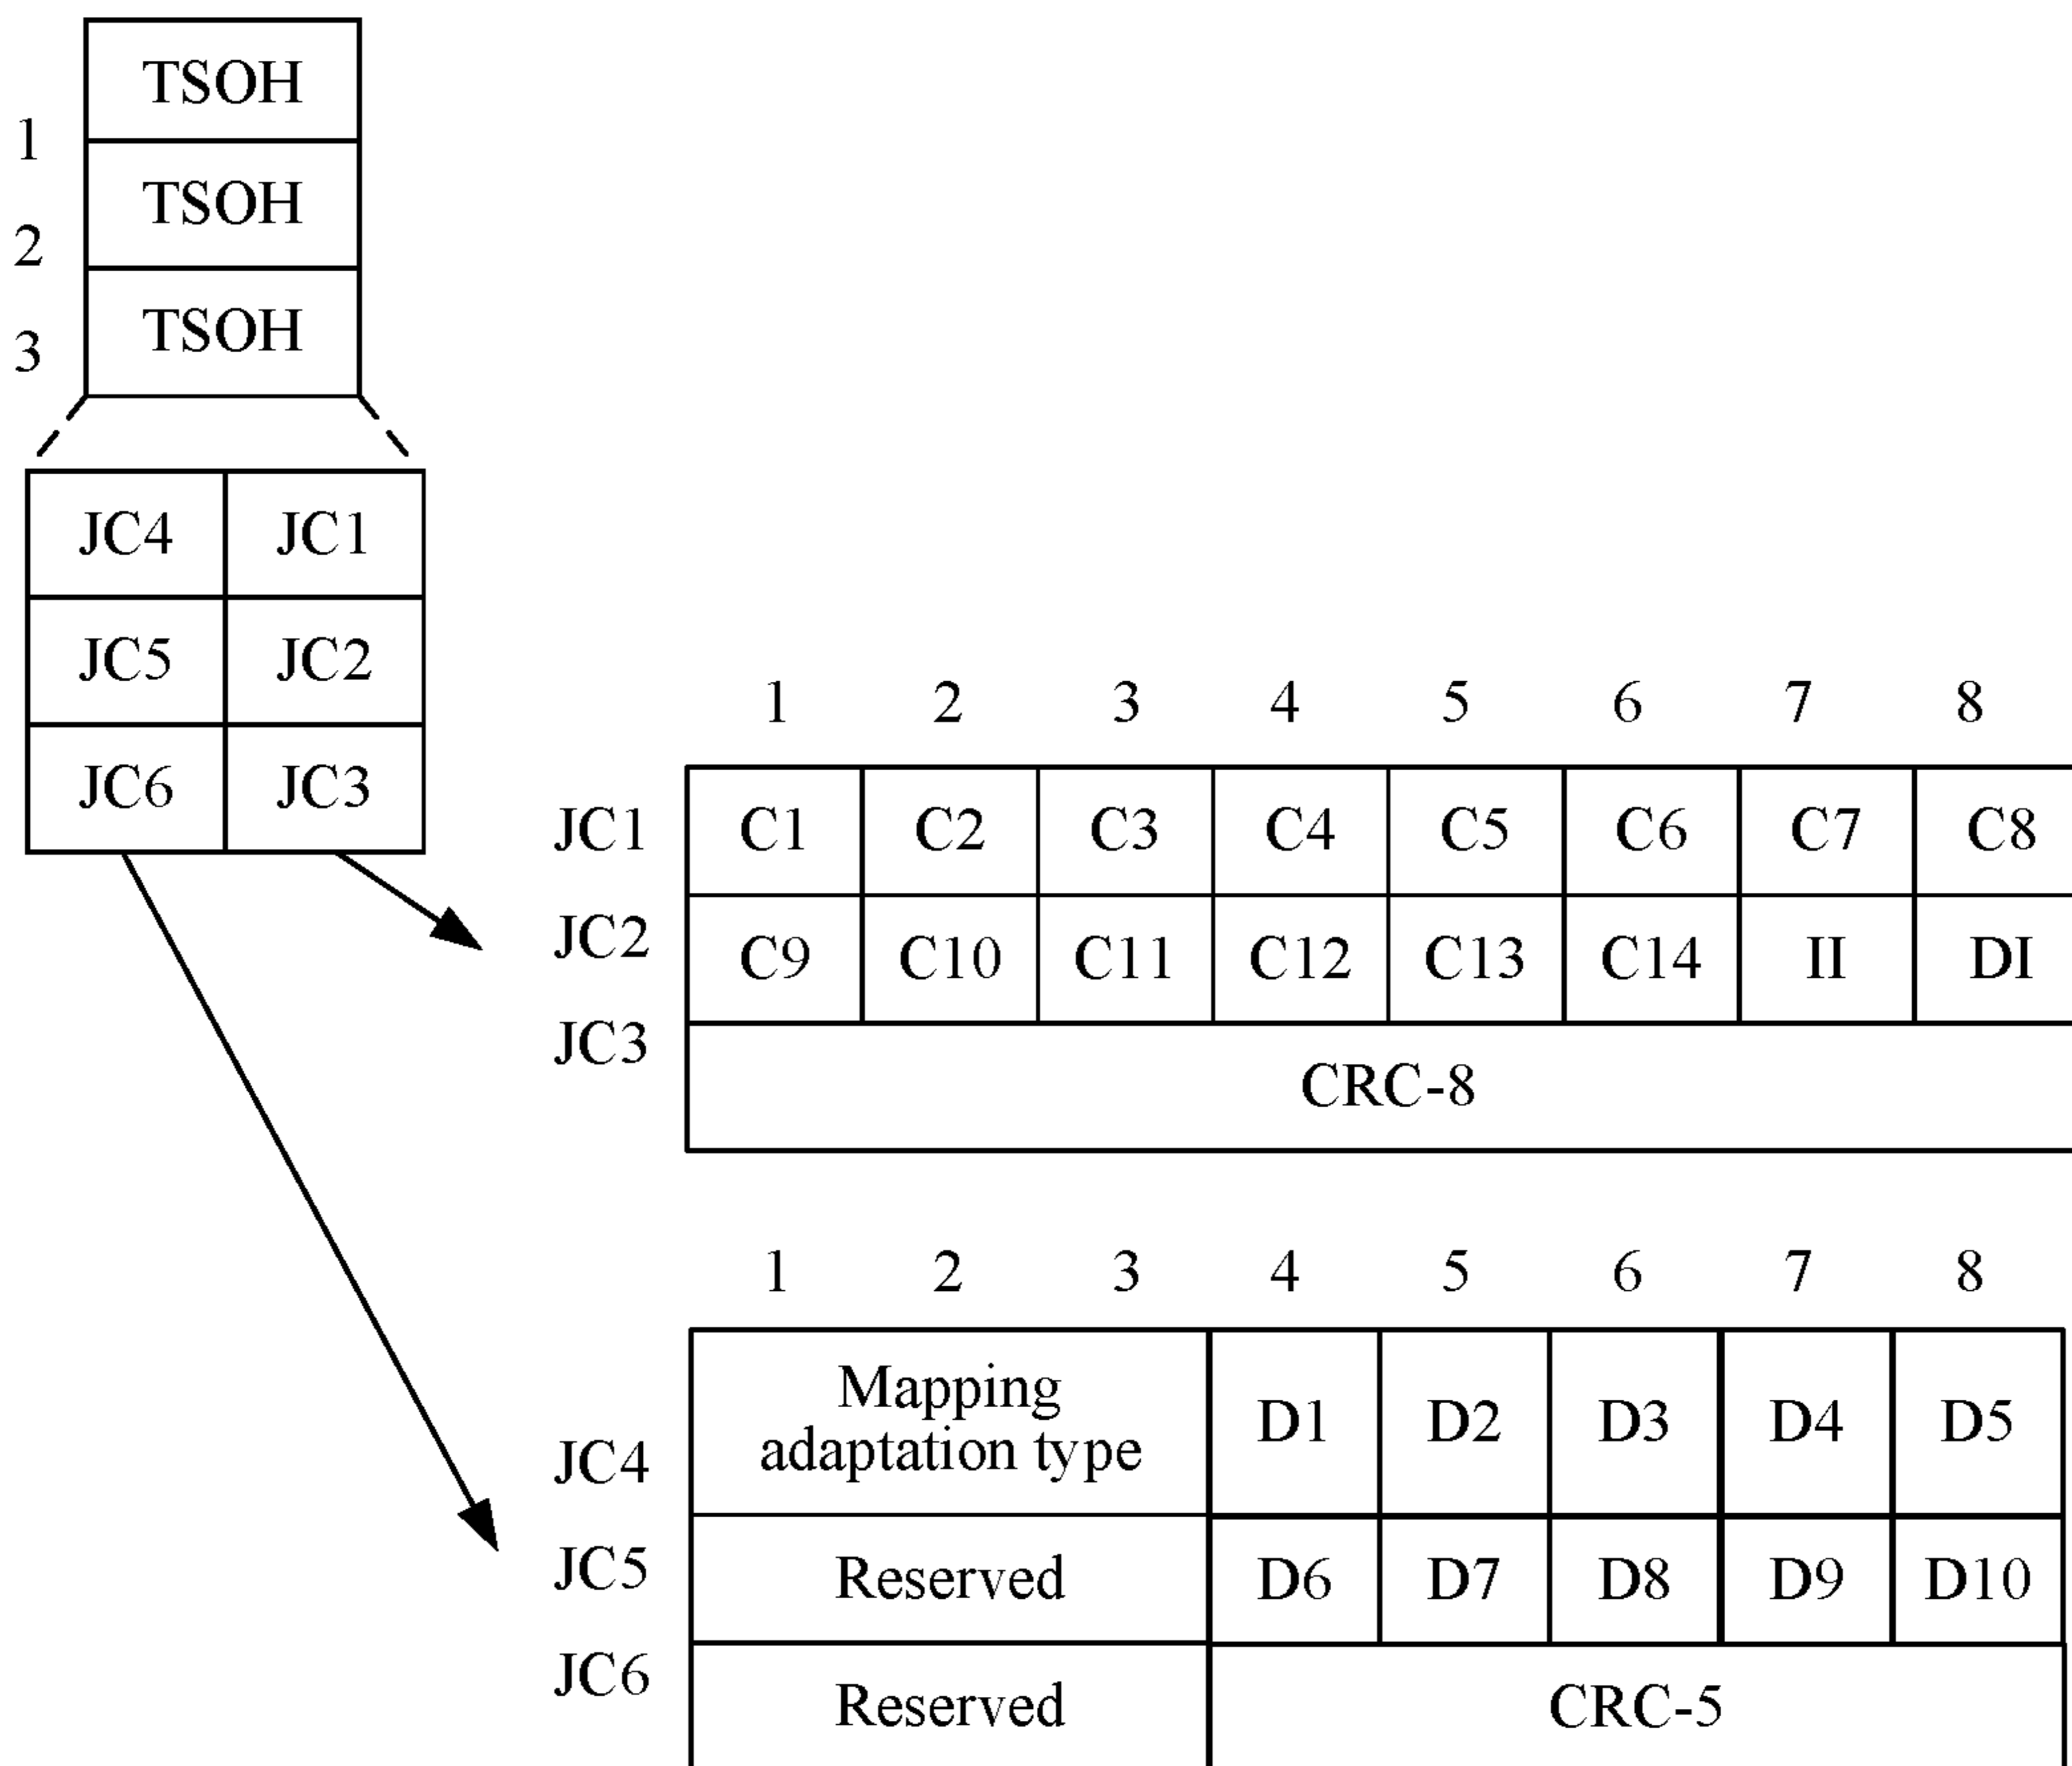 TSOH
1
TSOH
2
TSOH
3
JC4 JC1
JC5 JC2
JC6 JC3
1 2 3 4 5 6 7 8
JC1 C1 C2 C3 C4 C5 C6 C7 C8
JC2 C9 C10 C11 C12 C13 C14 II DI
JC3 CRC-8
1 2 3 4 5 6 7 8
Mapping
adaptation type
JC4 D1 D2 D3 D4 D5
JC5 Reserved D6 D7 D8 D9 D10
JC6 Reserved CRC-5